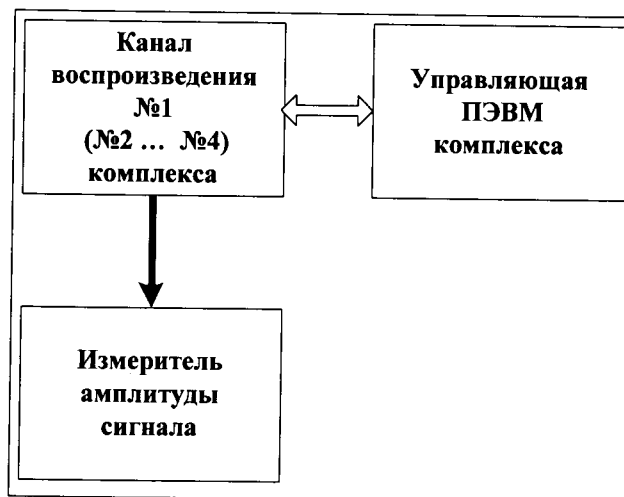 Канал
воспроизведения
№1
(№2 ... №4)
комплекса
Управляющая
ПЭВМ
комплекса
Измеритель
амплитуды
сигнала